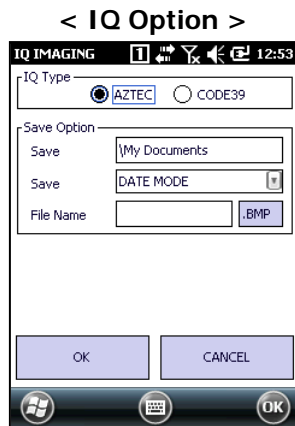 < IQ Option >
IQ IMAGING 1 12:53
IQ Type
AZTEC CODE39
Save Option
Save \My Documents
Save DATE MODE
File Name .BMP
OK CANCEL
OK